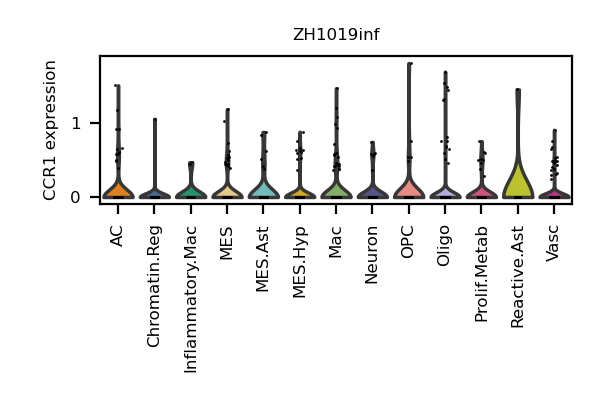 ZH1019inf
CCR1 expression
1
0
AC
Chromatin.Reg
Inflammatory.Mac
MES
MES.Ast
MES.Hyp
Mac
Neuron
OPC
Oligo
Prolif.Metab
Reactive.Ast
Vasc